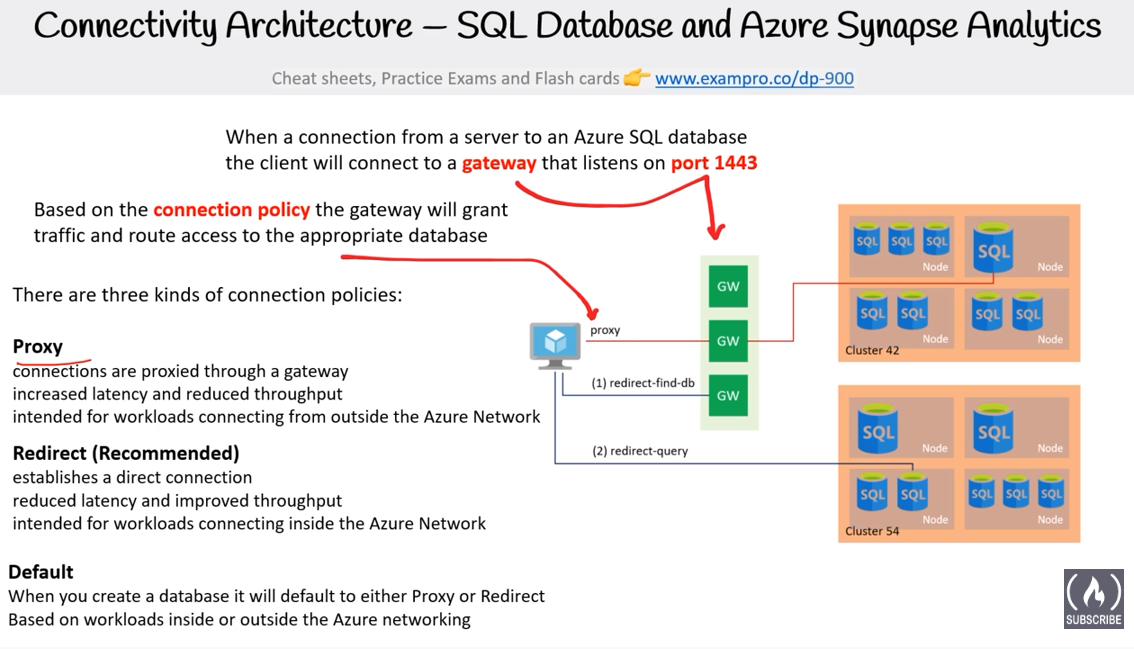 Connectivity Architecture – SQL Database and Azure Synapse Analytics
Cheat sheets, Practice Exams and Flash cards 👉 www.exampro.co/dp-900
When a connection from a server to an Azure SQL database
the client will connect to a gateway that listens on port 1443
Based on the connection policy the gateway will grant
traffic and route access to the appropriate database
There are three kinds of connection policies:
Proxy
connections are proxied through a gateway
increased latency and reduced throughput
intended for workloads connecting from outside the Azure Network
Redirect (Recommended)
establishes a direct connection
reduced latency and improved throughput
intended for workloads connecting inside the Azure Network
Default
When you create a database it will default to either Proxy or Redirect
Based on workloads inside or outside the Azure networking
proxy
(1) redirect-find-db
(2) redirect-query
GW
GW
GW
SQL SQL SQL
Node
SQL
Node
SQL SQL
Node
SQL SQL
Node
Cluster 42
SQL
Node
SQL
Node
SQL SQL
Node
SQL SQL SQL
Node
Cluster 54
SUBSCRIBE